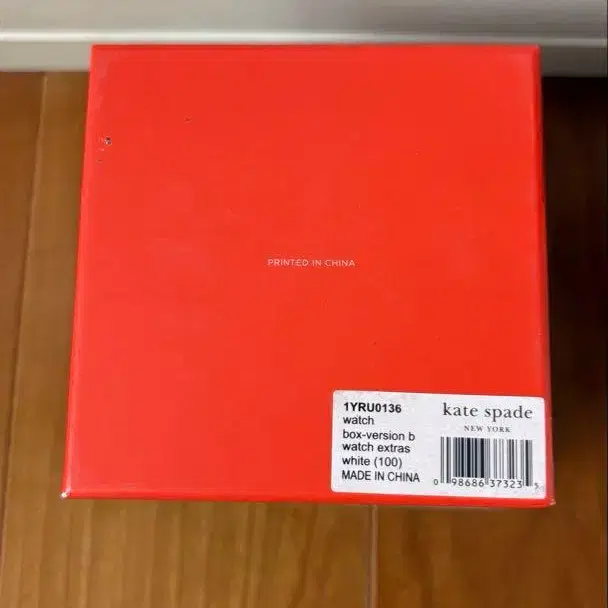 PRINTED IN CHINA
1YRU0136
watch
box-version b
watch extras
white (100)
MADE IN CHINA
kate spade
NEW YORK
0 98686 37323 5